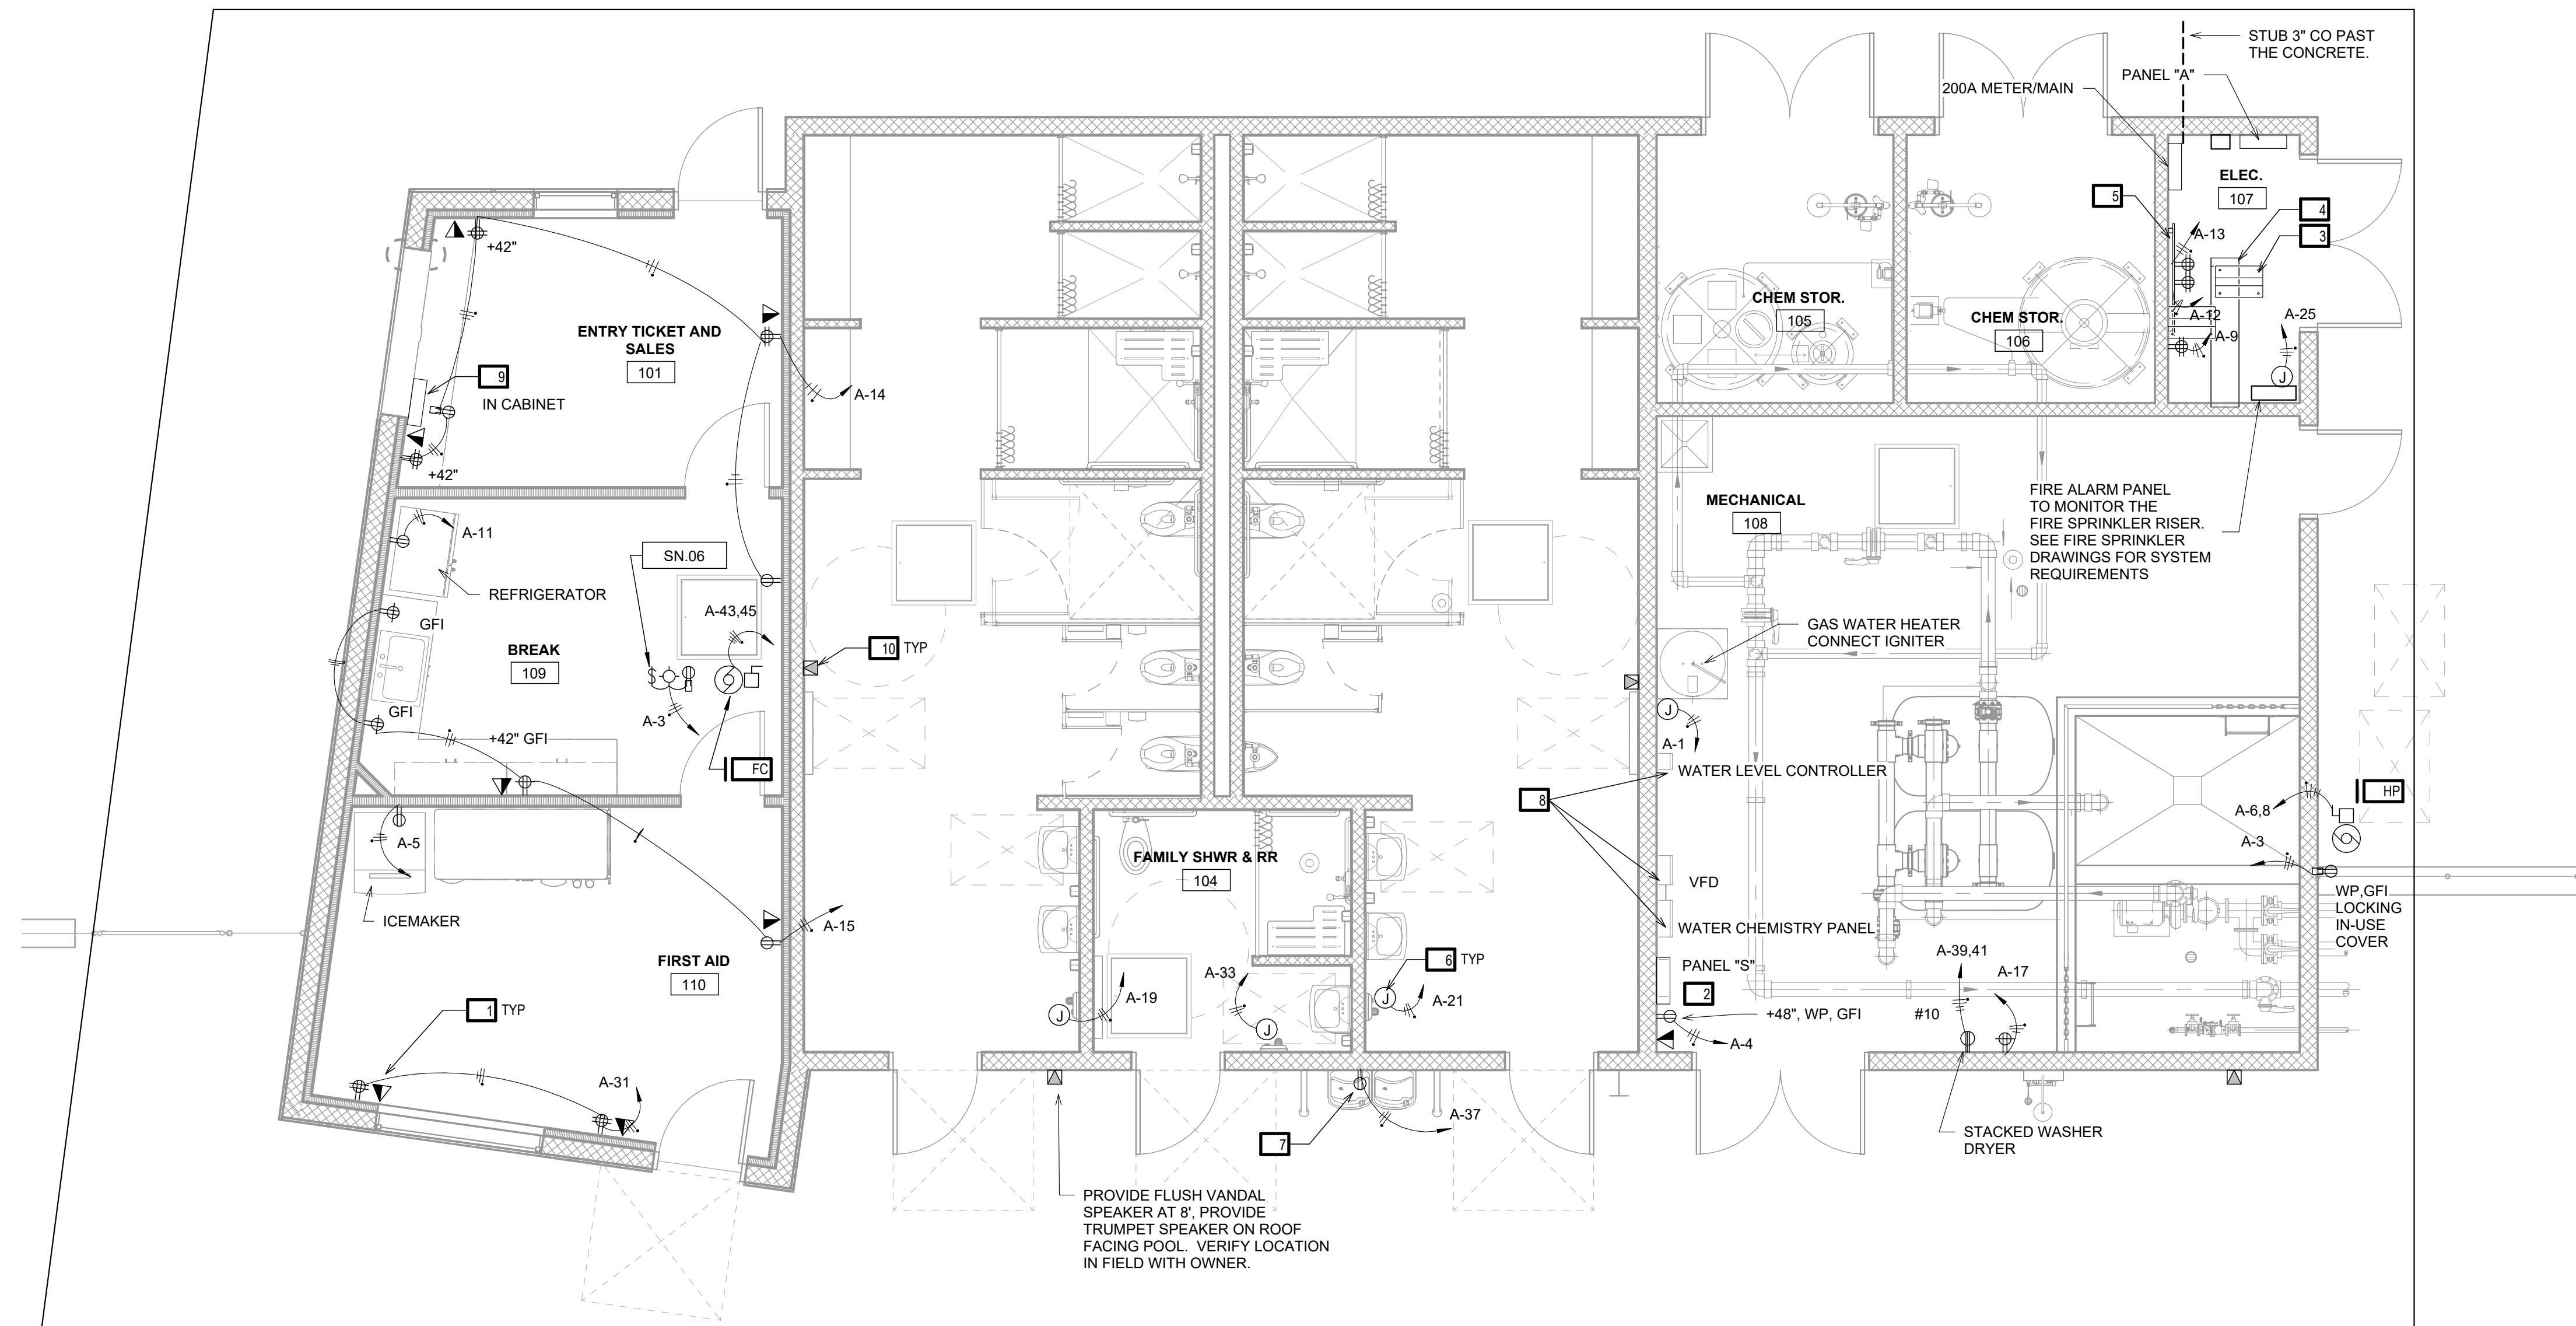 STUB 3" CO PAST
THE CONCRETE.
PANEL "A"
200A METER/MAIN
ELEC.
107
5
4
3
A-13
A-12
A-9
A-25
+42"
ENTRY TICKET AND
SALES
101
9
IN CABINET
+42"
A-14
CHEM STOR.
105
CHEM STOR.
106
A-11
REFRIGERATOR
SN.06
A-43,45
GFI
BREAK
109
GFI
A-3
+42" GFI
FC
10 TYP
MECHANICAL
108
FIRE ALARM PANEL
TO MONITOR THE
FIRE SPRINKLER RISER.
SEE FIRE SPRINKLER
DRAWINGS FOR SYSTEM
REQUIREMENTS
GAS WATER HEATER
CONNECT IGNITER
J
J
A-1
WATER LEVEL CONTROLLER
8
VFD
WATER CHEMISTRY PANEL
PANEL "S"
2
+48", WP, GFI
A-4
#10
A-39,41
A-17
STACKED WASHER
DRYER
HP
A-6,8
A-3
WP,GFI
LOCKING
IN-USE
COVER
A-5
ICEMAKER
FIRST AID
110
A-15
1 TYP
A-31
FAMILY SHWR & RR
104
J
A-19
A-33
J
6 TYP
J
A-21
7
A-37
PROVIDE FLUSH VANDAL
SPEAKER AT 8', PROVIDE
TRUMPET SPEAKER ON ROOF
FACING POOL. VERIFY LOCATION
IN FIELD WITH OWNER.
$